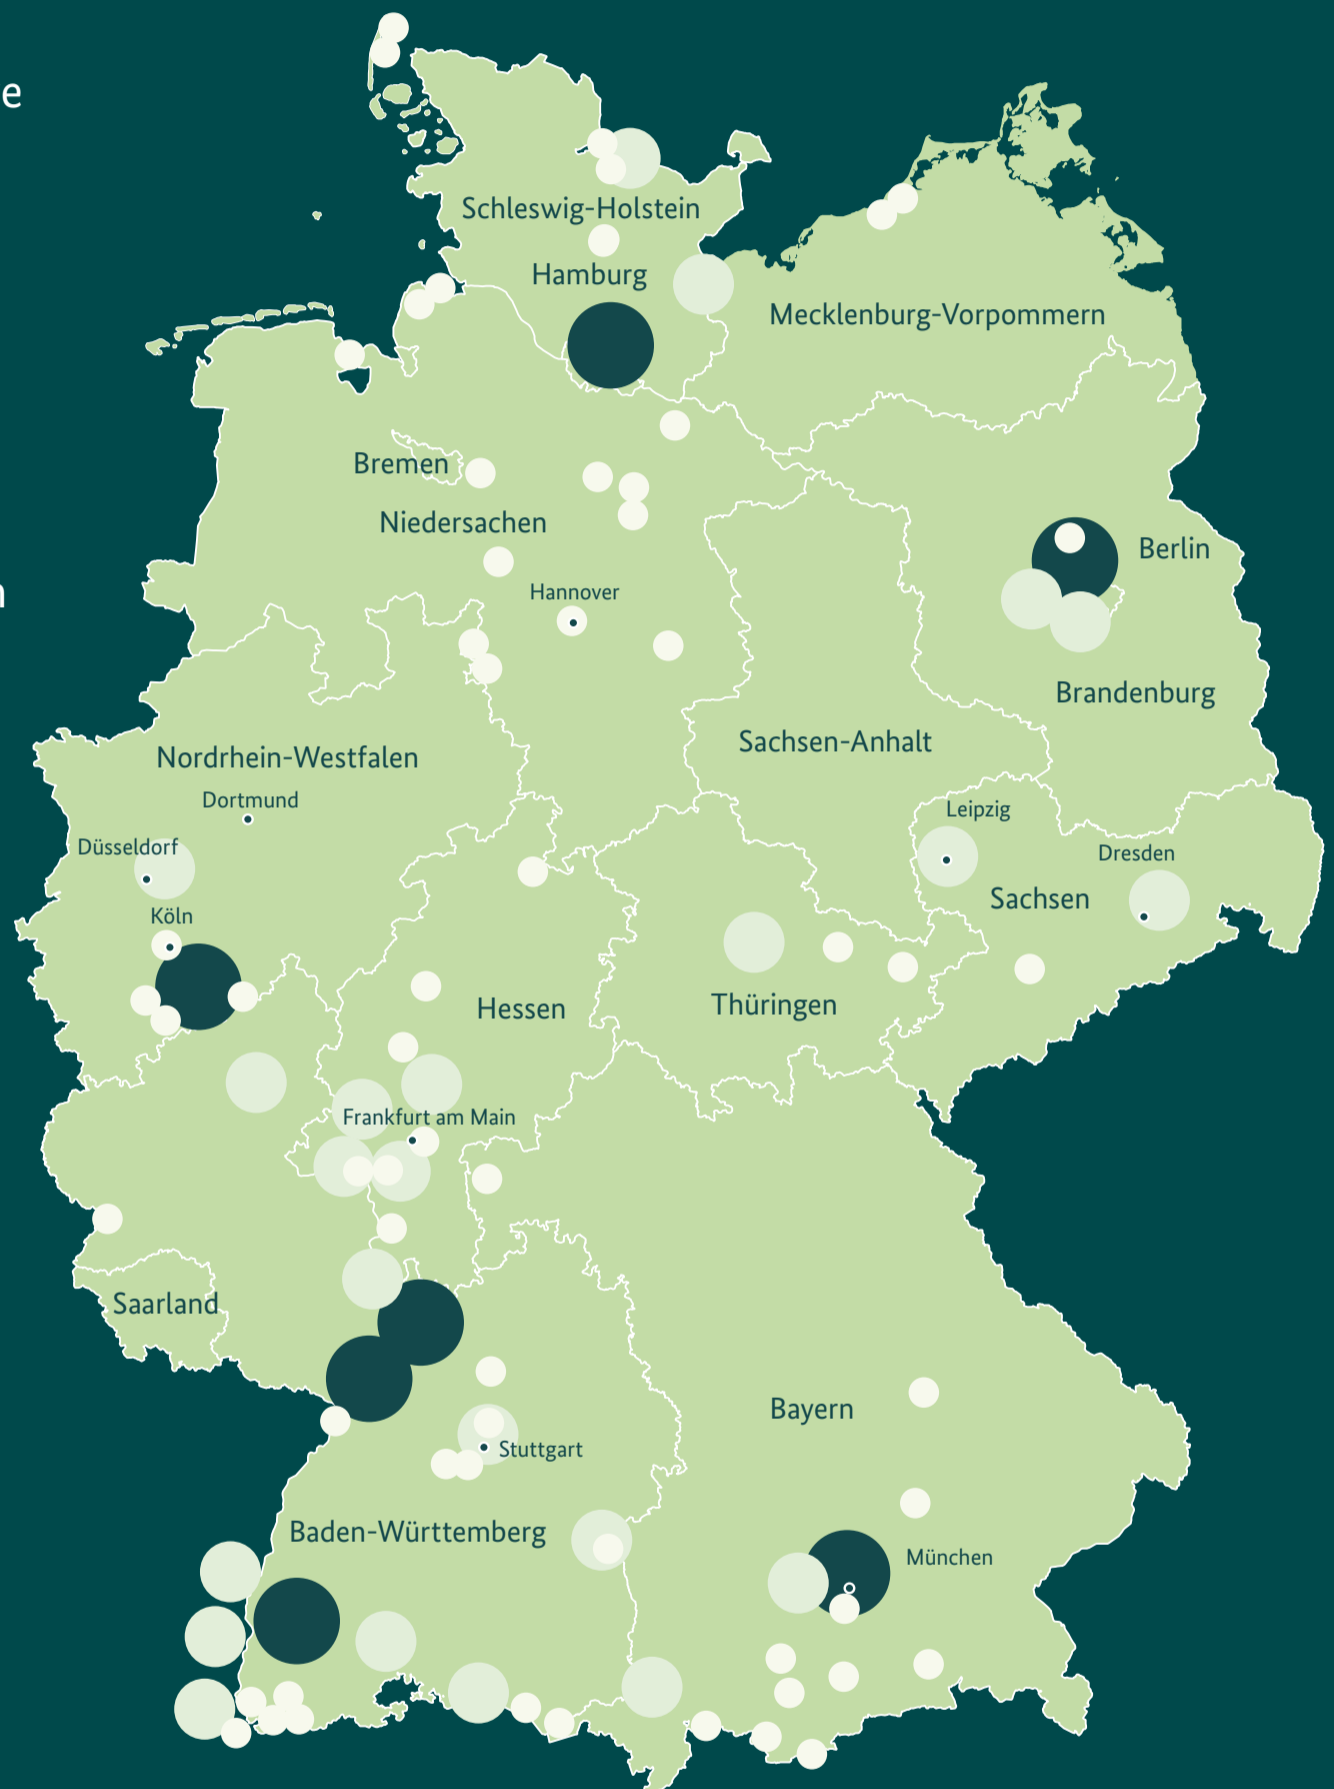 e
Schleswig-Holstein
Hamburg
Mecklenburg-Vorpommern
Bremen
Niedersachen
Berlin
Hannover
Brandenburg
Sachsen-Anhalt
Nordrhein-Westfalen
Dortmund
Leipzig
Düsseldorf
Dresden
Sachsen
Köln
Hessen
Thüringen
Frankfurt am Main
Saarland
Bayern
Stuttgart
Baden-Württemberg
München